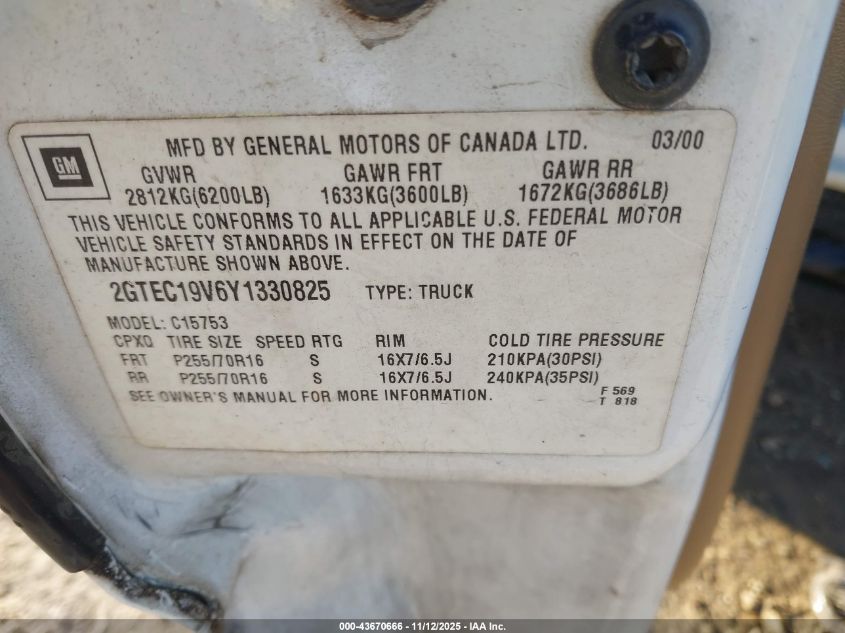 GM
MFD BY GENERAL MOTORS OF CANADA LTD. 03/00
GVWR GAWR FRT GAWR RR
2812KG(6200LB) 1633KG(3600LB) 1672KG(3686LB)
THIS VEHICLE CONFORMS TO ALL APPLICABLE U.S. FEDERAL MOTOR
VEHICLE SAFETY STANDARDS IN EFFECT ON THE DATE OF
MANUFACTURE SHOWN ABOVE.
2GTEC19V6Y1330825 TYPE: TRUCK
MODEL: C15753
CPXQ TIRE SIZE SPEED RTG RIM COLD TIRE PRESSURE
FRT P255/70R16 S 16X7/6.5J 210KPA(30PSI)
RR P255/70R16 S 16X7/6.5J 240KPA(35PSI)
SEE OWNER'S MANUAL FOR MORE INFORMATION. F 569
T 818
000-43670666 - 11/12/2025 - IAA Inc.